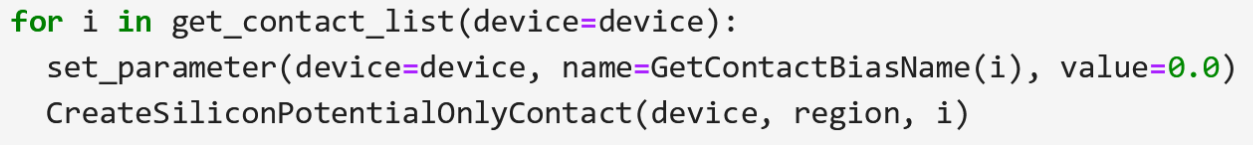 for i in get_contact_list(device=device):
  set_parameter(device=device, name=GetContactBiasName(i), value=0.0)
  CreateSiliconPotentialOnlyContact(device, region, i)